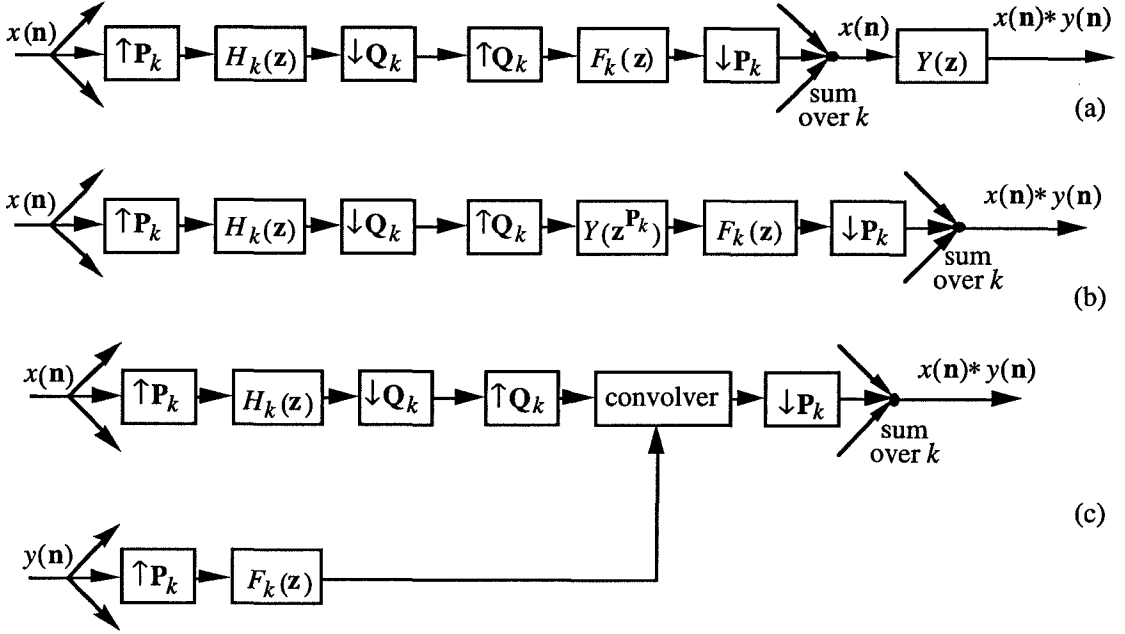 x(n) ↑P_k H_k(z) ↓Q_k ↑Q_k F_k(z) ↓P_k x(n) Y(z) x(n)* y(n)
sum
over k
(a)
x(n) ↑P_k H_k(z) ↓Q_k ↑Q_k Y(z^{P_k}) F_k(z) ↓P_k x(n)* y(n)
sum
over k
(b)
x(n) ↑P_k H_k(z) ↓Q_k ↑Q_k convolver ↓P_k x(n)* y(n)
sum
over k
(c)
y(n) ↑P_k F_k(z)